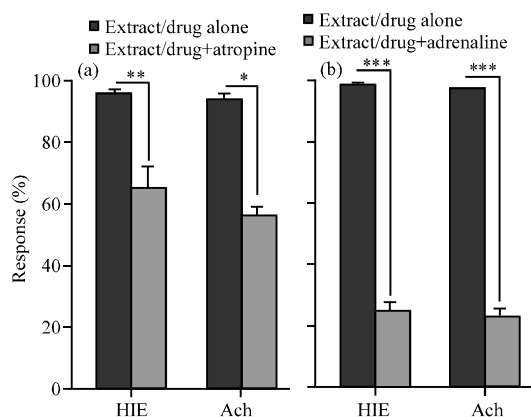 Extract/drug alone
Extract/drug+atropine
Extract/drug alone
Extract/drug+adrenaline
(a)
**
*
(b)
***
***
100
80
60
40
20
0
Response (%)
HIE
Ach
HIE
Ach